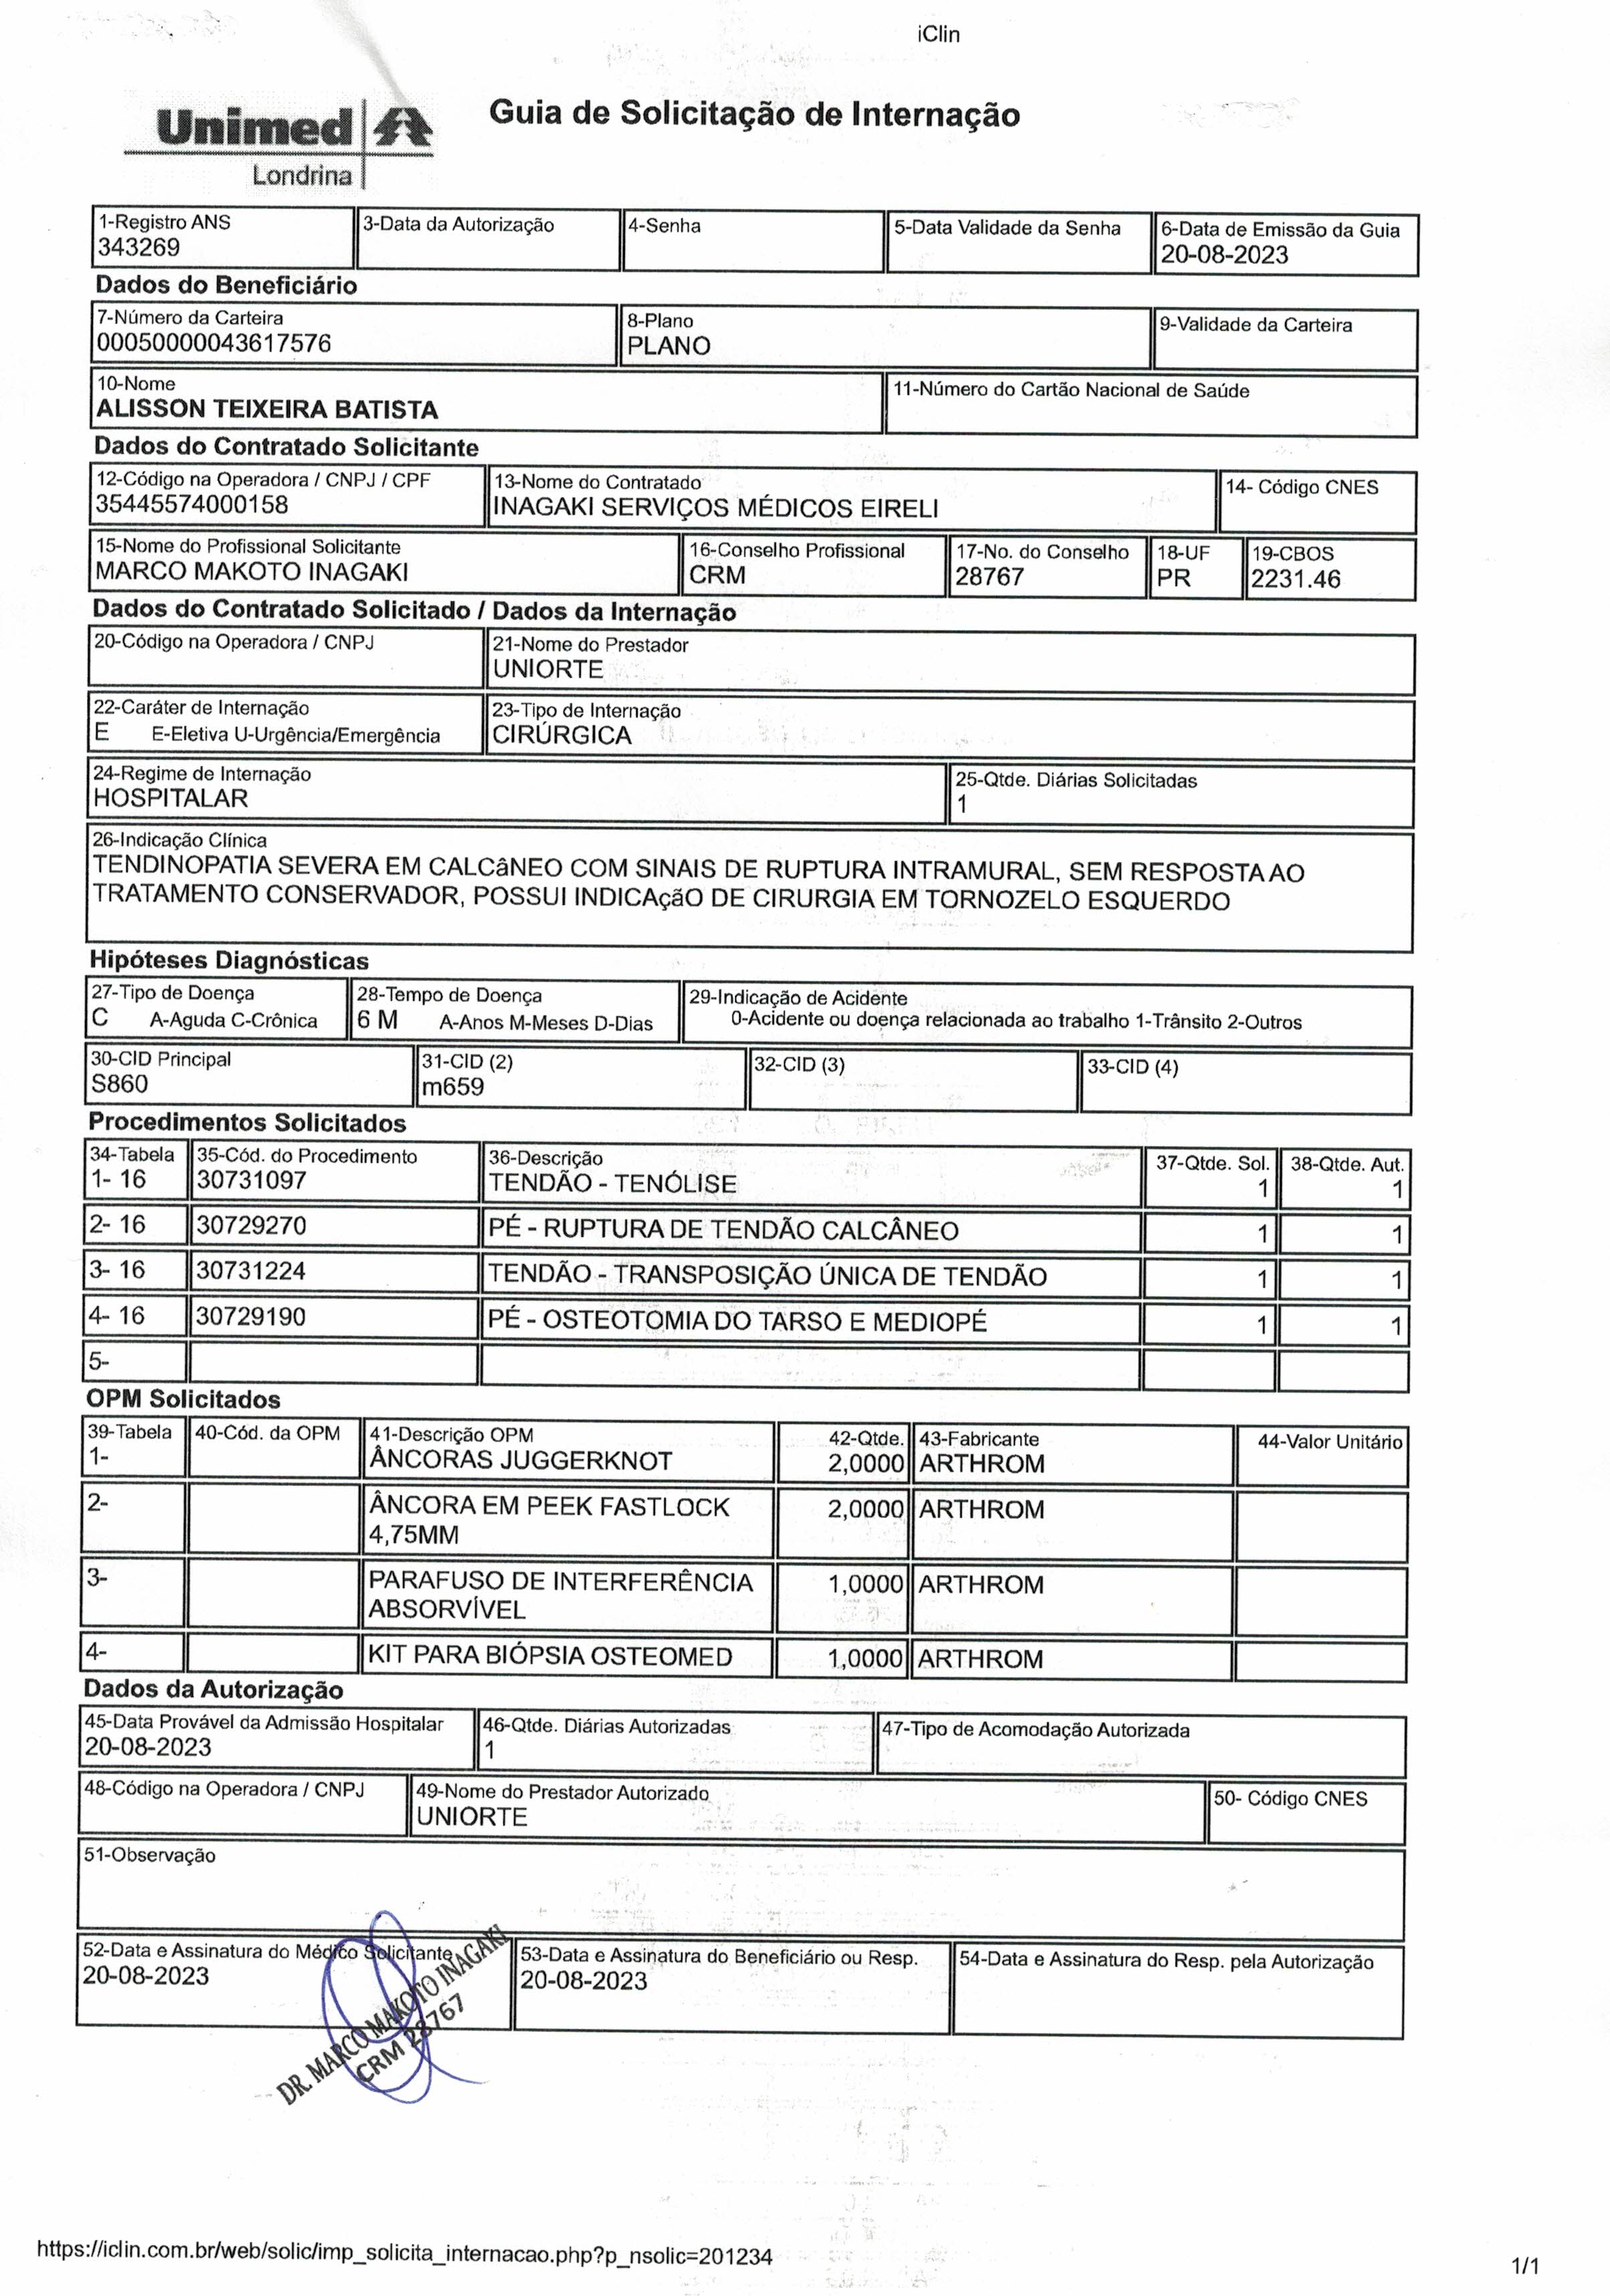 iClin
Unimed
Londrina
Guia de Solicitação de Internação
1-Registro ANS 3-Data da Autorização 4-Senha 5-Data Validade da Senha 6-Data de Emissão da Guia
343269 20-08-2023
Dados do Beneficiário
7-Número da Carteira 8-Plano 9-Validade da Carteira
00050000043617576 PLANO
10-Nome 11-Número do Cartão Nacional de Saúde
ALISSON TEIXEIRA BATISTA
Dados do Contratado Solicitante
12-Código na Operadora / CNPJ / CPF 13-Nome do Contratado 14- Código CNES
35445574000158 INAGAKI SERVIÇOS MÉDICOS EIRELI
15-Nome do Profissional Solicitante 16-Conselho Profissional 17-No. do Conselho 18-UF 19-CBOS
MARCO MAKOTO INAGAKI CRM 28767 PR 2231.46
Dados do Contratado Solicitado / Dados da Internação
20-Código na Operadora / CNPJ 21-Nome do Prestador
UNIORTE
22-Caráter de Internação 23-Tipo de Internação
E E-Eletiva U-Urgência/Emergência CIRÚRGICA
24-Regime de Internação 25-Qtde. Diárias Solicitadas
HOSPITALAR 1
26-Indicação Clínica
TENDINOPATIA SEVERA EM CALCâNEO COM SINAIS DE RUPTURA INTRAMURAL, SEM RESPOSTA AO
TRATAMENTO CONSERVADOR, POSSUI INDICAçãO DE CIRURGIA EM TORNOZELO ESQUERDO
Hipóteses Diagnósticas
27-Tipo de Doença 28-Tempo de Doença 29-Indicação de Acidente
C A-Aguda C-Crônica 6 M A-Anos M-Meses D-Dias 0-Acidente ou doença relacionada ao trabalho 1-Trânsito 2-Outros
30-CID Principal 31-CID (2) 32-CID (3) 33-CID (4)
S860 m659
Procedimentos Solicitados
34-Tabela 35-Cód. do Procedimento 36-Descrição 37-Qtde. Sol. 38-Qtde. Aut.
1- 16 30731097 TENDÃO - TENÓLISE 1 1
2- 16 30729270 PÉ - RUPTURA DE TENDÃO CALCÂNEO 1 1
3- 16 30731224 TENDÃO - TRANSPOSIÇÃO ÚNICA DE TENDÃO 1 1
4- 16 30729190 PÉ - OSTEOTOMIA DO TARSO E MEDIOPÉ 1 1
5-
OPM Solicitados
39-Tabela 40-Cód. da OPM 41-Descrição OPM 42-Qtde. 43-Fabricante 44-Valor Unitário
1- ÂNCORAS JUGGERKNOT 2,0000 ARTHROM
2- ÂNCORA EM PEEK FASTLOCK 2,0000 ARTHROM
4,75MM
3- PARAFUSO DE INTERFERÊNCIA 1,0000 ARTHROM
ABSORVÍVEL
4- KIT PARA BIÓPSIA OSTEOMED 1,0000 ARTHROM
Dados da Autorização
45-Data Provável da Admissão Hospitalar 46-Qtde. Diárias Autorizadas 47-Tipo de Acomodação Autorizada
20-08-2023 1
48-Código na Operadora / CNPJ 49-Nome do Prestador Autorizado 50- Código CNES
UNIORTE
51-Observação
52-Data e Assinatura do Médico Solicitante 53-Data e Assinatura do Beneficiário ou Resp. 54-Data e Assinatura do Resp. pela Autorização
20-08-2023 20-08-2023
DR. MARCO MAKOTO INAGAKI
CRM 28767
https://iclin.com.br/web/solic/imp_solicita_internacao.php?p_nsolic=201234
1/1